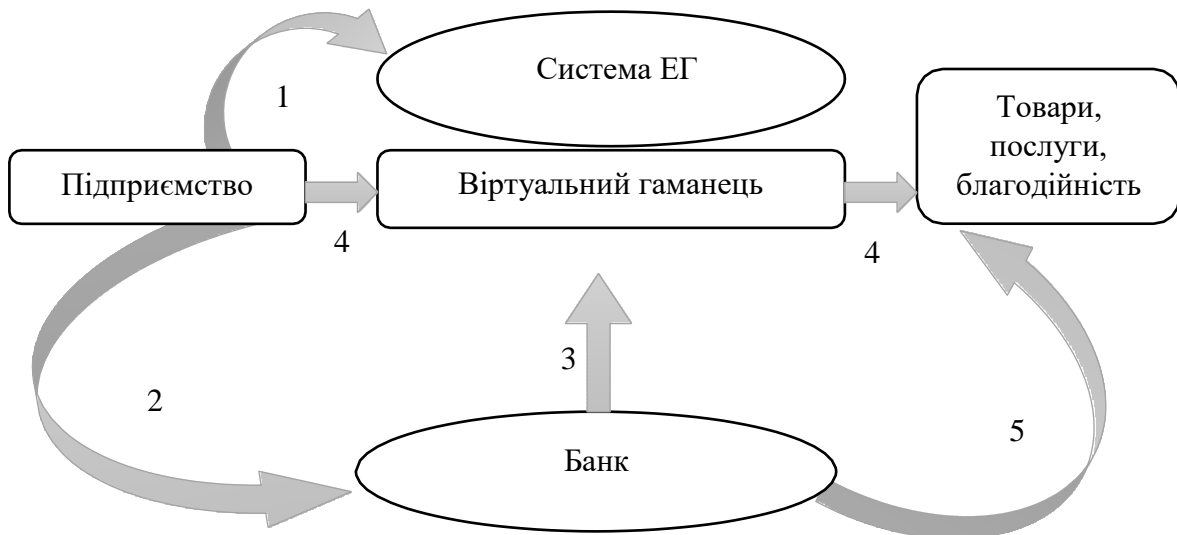 Система ЕГ
1
Товари,
послуги,
благодійність
Підприємство
Віртуальний гаманець
4
4
3
2
5
Банк